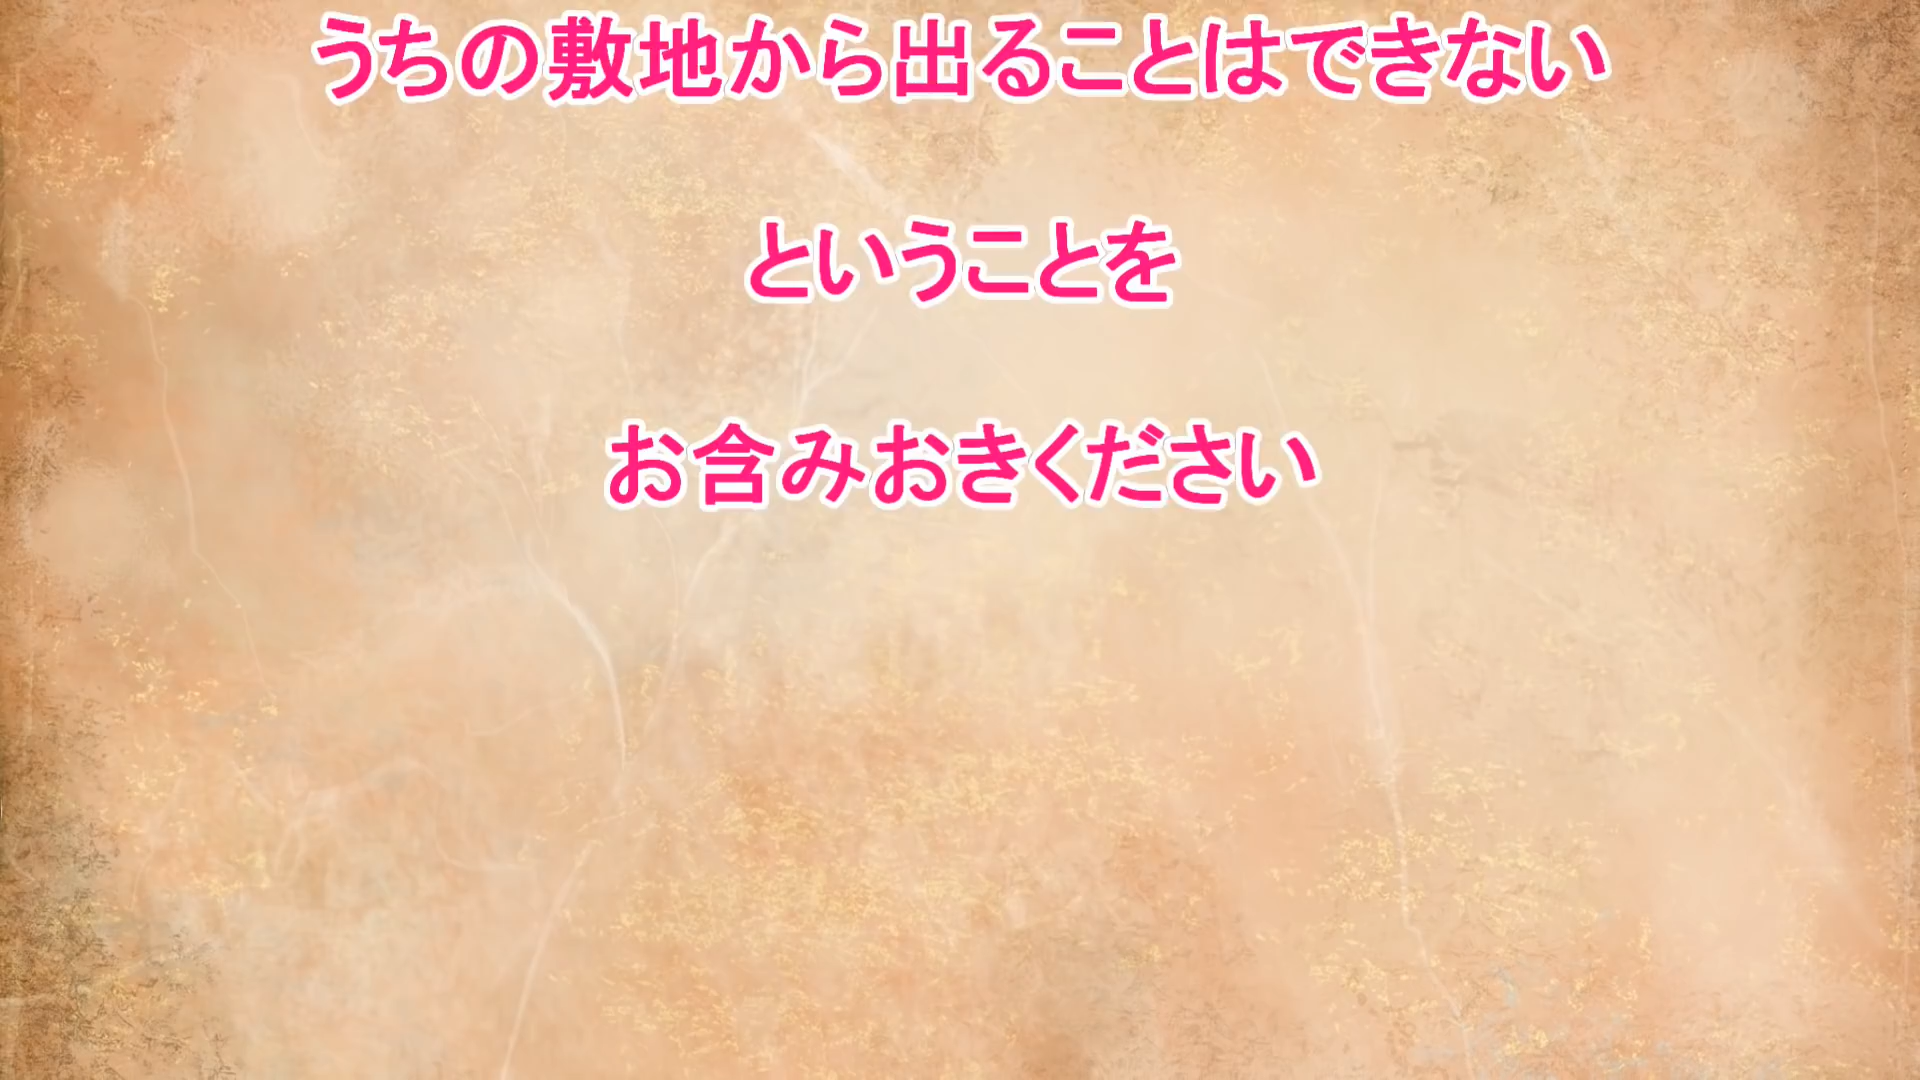 うちの敷地から出ることはできない
ということを
お含みおきください